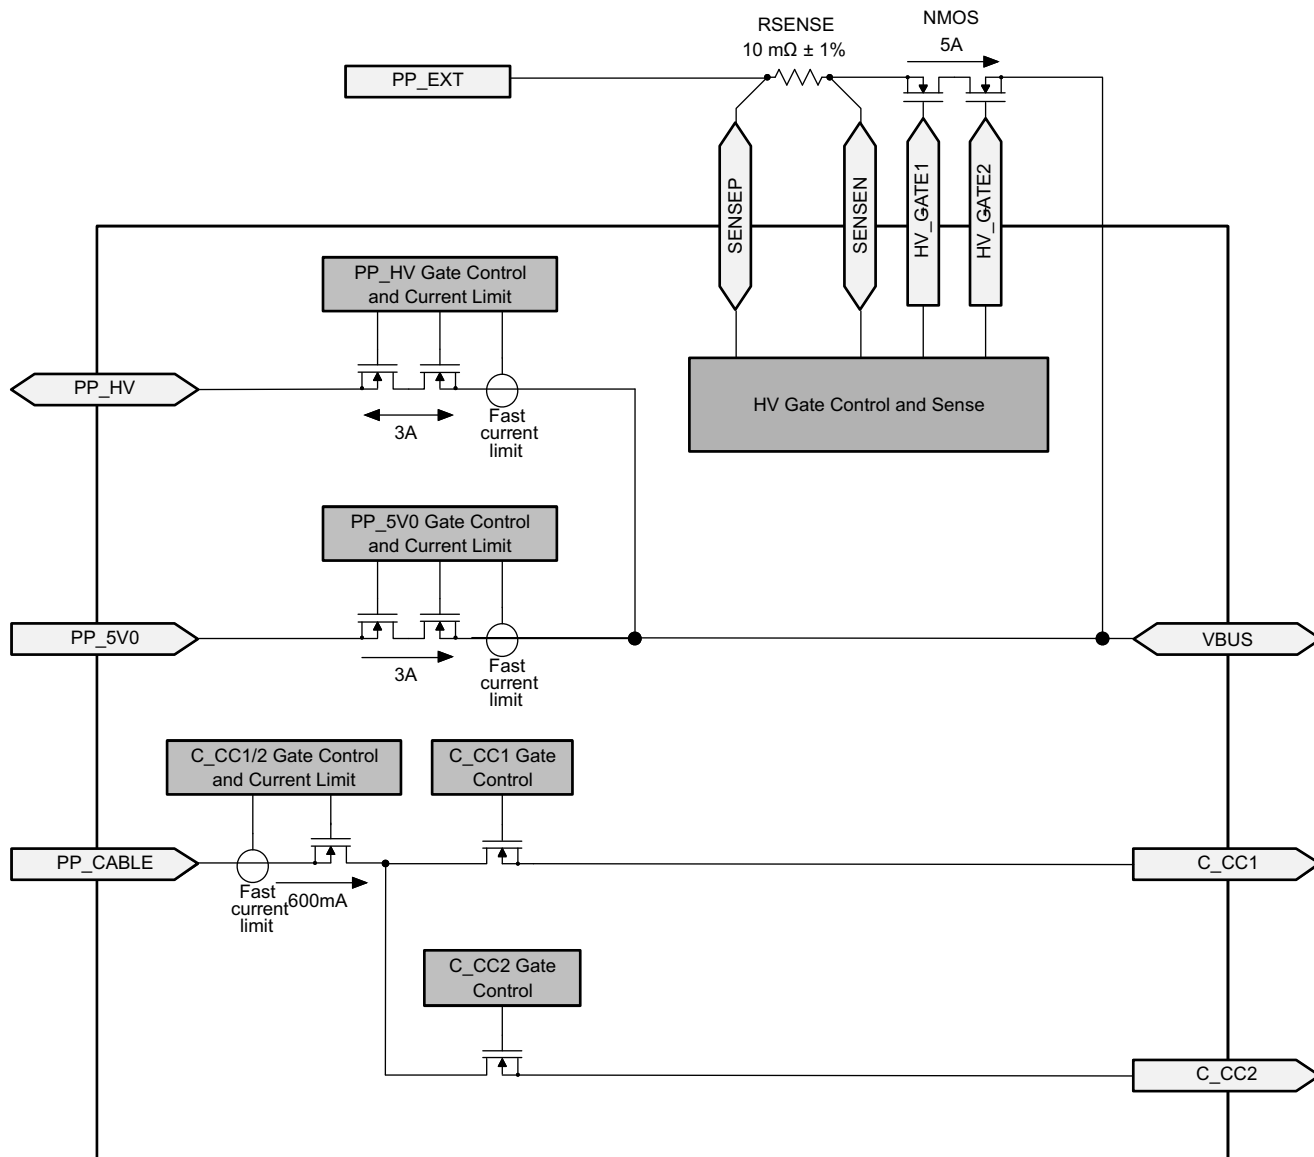 RSENSE
10 mΩ ± 1%
NMOS
5A
PP_EXT
SENSEP
SENSEN
HV_GATE1
HV_GATE2
PP_HV Gate Control
and Current Limit
PP_HV
3A
Fast
current
limit
HV Gate Control and Sense
PP_5V0 Gate Control
and Current Limit
PP_5V0
3A
Fast
current
limit
VBUS
C_CC1/2 Gate Control
and Current Limit
C_CC1 Gate
Control
PP_CABLE
Fast
current
limit
600mA
C_CC1
C_CC2 Gate
Control
C_CC2